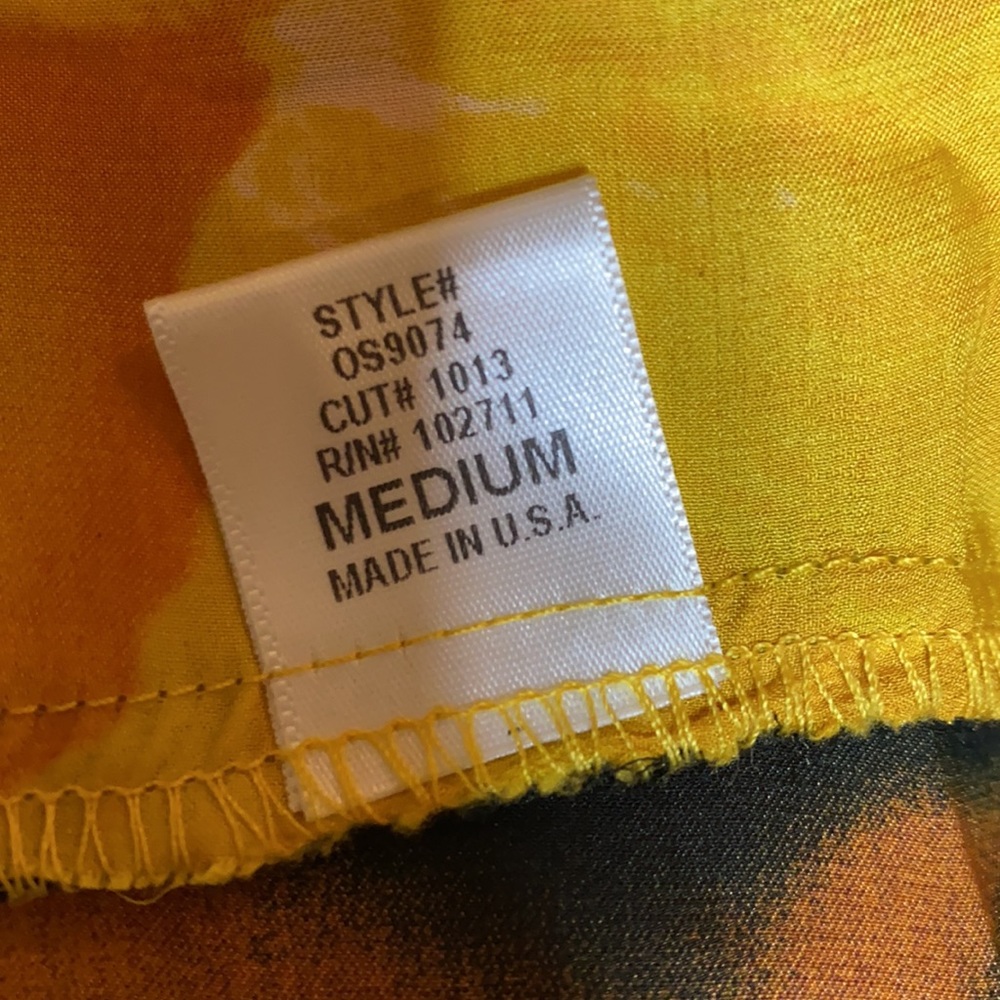 STYLE#
OS9074
CUT# 1013
R/N# 102711
MEDIUM
MADE IN U.S.A.